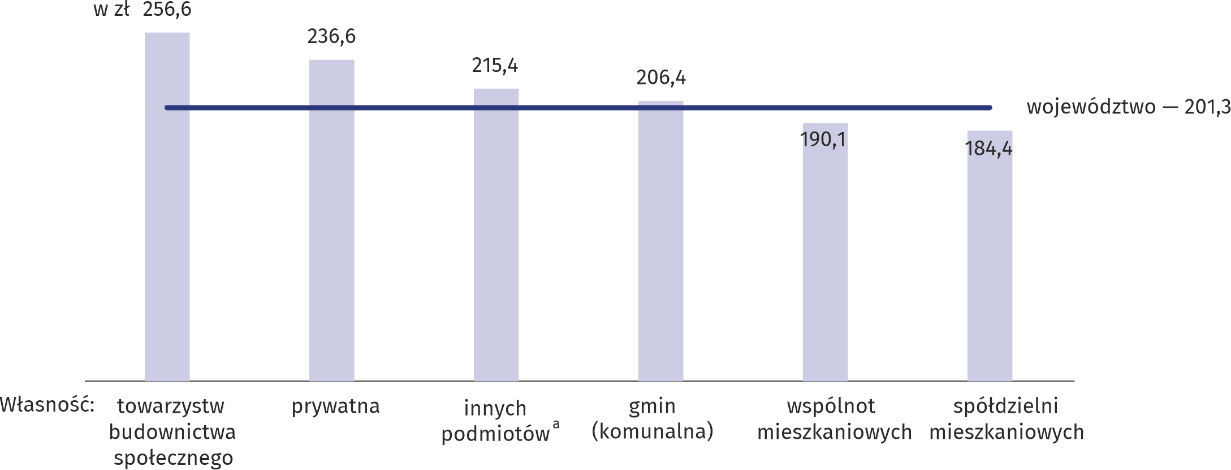 w zł 256,6
236,6
215,4
206,4
województwo — 201,3
190,1
184,4
Własność:
towarzystw
budownictwa
społecznego
prywatna
innych
podmiotów a
gmin
(komunalna)
wspólnot
mieszkaniowych
spółdzielni
mieszkaniowych